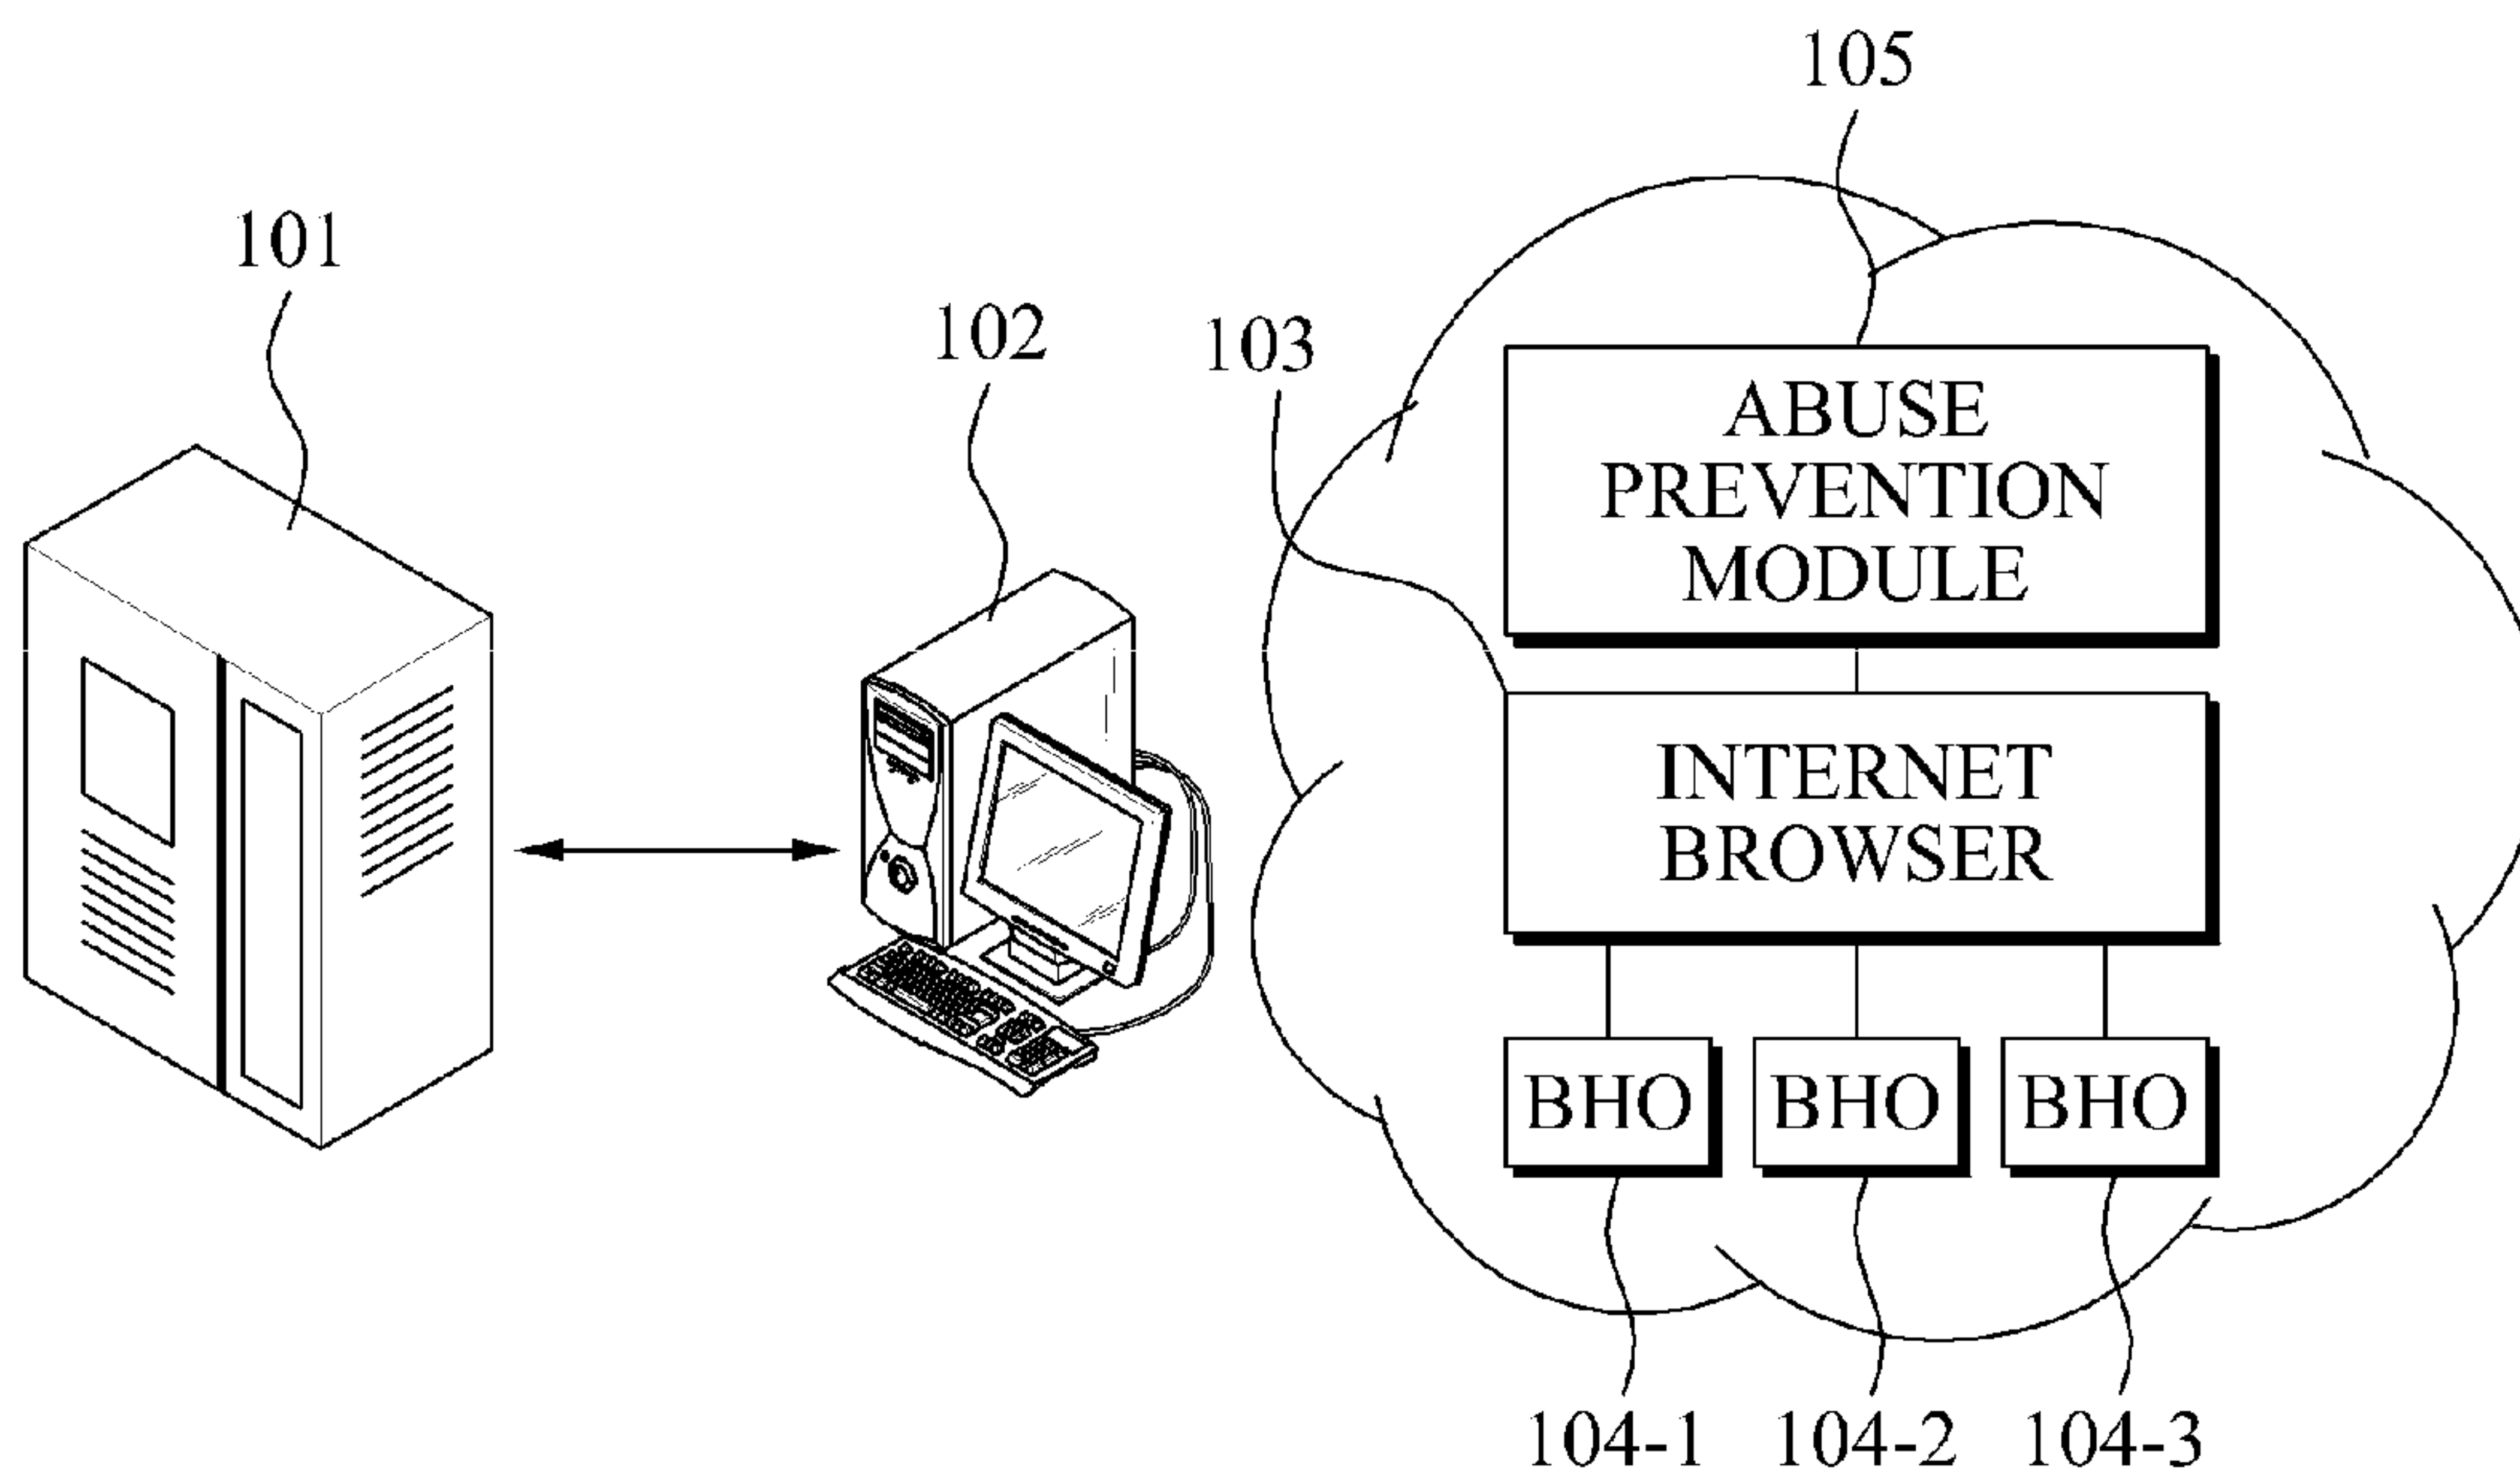 105
101
102
103
ABUSE
PREVENTION
MODULE
INTERNET
BROWSER
BHO BHO BHO
104-1 104-2 104-3